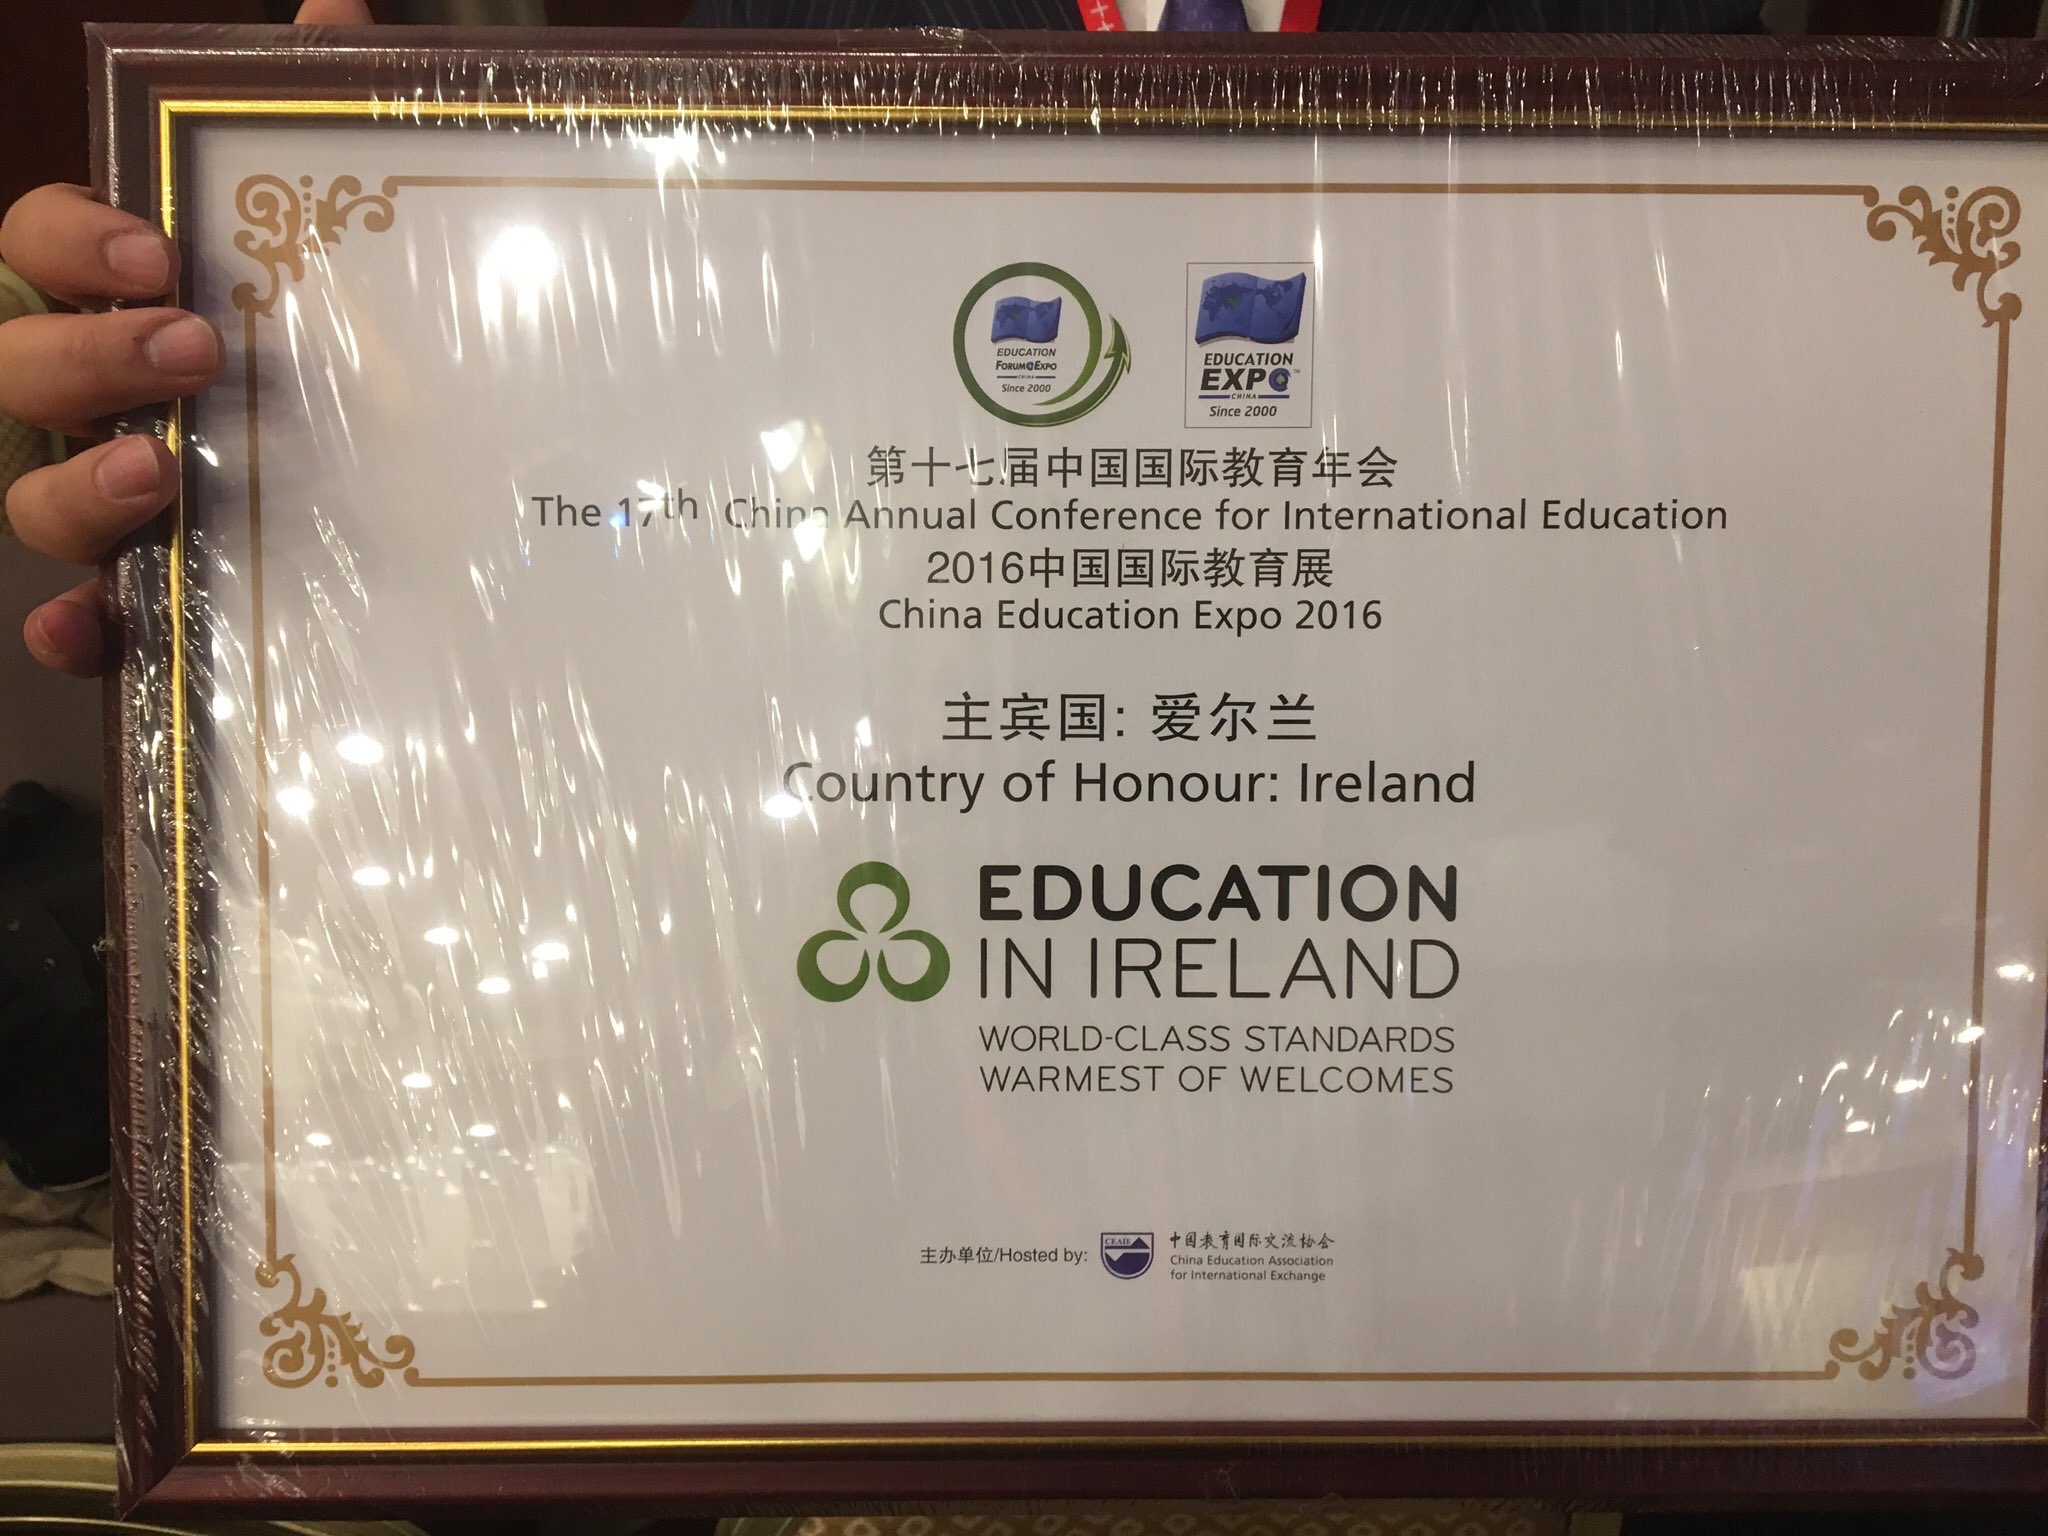 EDUCATION
FORUM@EXPO
CHINA
Since 2000
EDUCATION
EXPO™
CHINA
Since 2000
第十七届中国国际教育年会
The 17th China Annual Conference for International Education
2016中国国际教育展
China Education Expo 2016
主宾国: 爱尔兰
Country of Honour: Ireland
EDUCATION
IN IRELAND
WORLD-CLASS STANDARDS
WARMEST OF WELCOMES
主办单位/Hosted by:
CEAIE
中国教育国际交流协会
China Education Association
for International Exchange